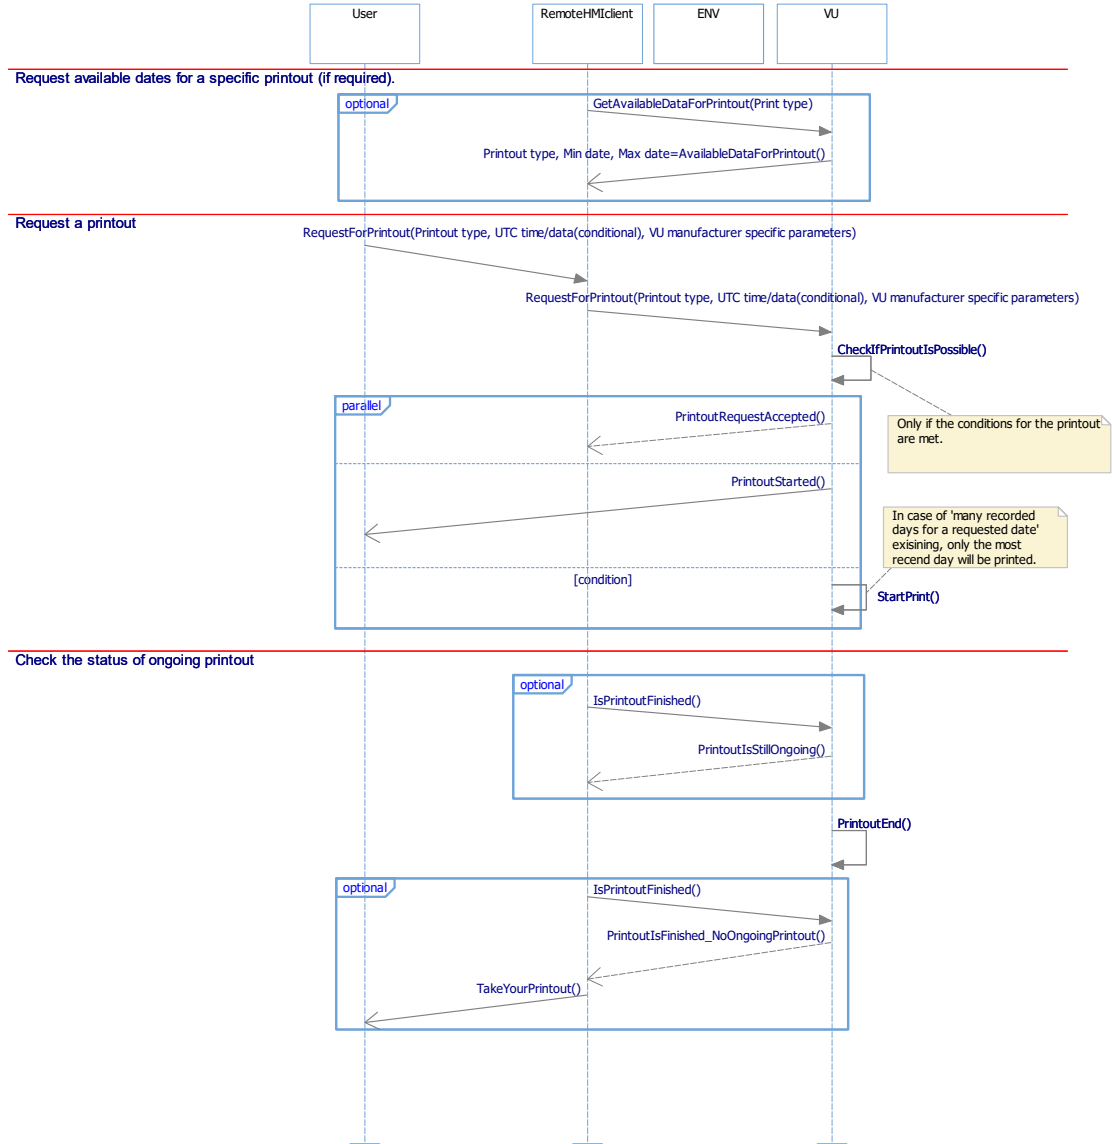 User
RemoteHMIclient
ENV
VU
Request available dates for a specific printout (if required).
optional
GetAvailableDataForPrintout(Print type)
Printout type, Min date, Max date=AvailableDataForPrintout()
Request a printout
RequestForPrintout(Printout type, UTC time/data(conditional), VU manufacturer specific parameters)
RequestForPrintout(Printout type, UTC time/data(conditional), VU manufacturer specific parameters)
CheckIfPrintoutIsPossible()
parallel
PrintoutRequestAccepted()
Only if the conditions for the printout
are met.
PrintoutStarted()
In case of 'many recorded
days for a requested date'
exisining, only the most
recend day will be printed.
[condition]
StartPrint()
Check the status of ongoing printout
optional
IsPrintoutFinished()
PrintoutIsStillOngoing()
PrintoutEnd()
optional
IsPrintoutFinished()
PrintoutIsFinished_NoOngoingPrintout()
TakeYourPrintout()